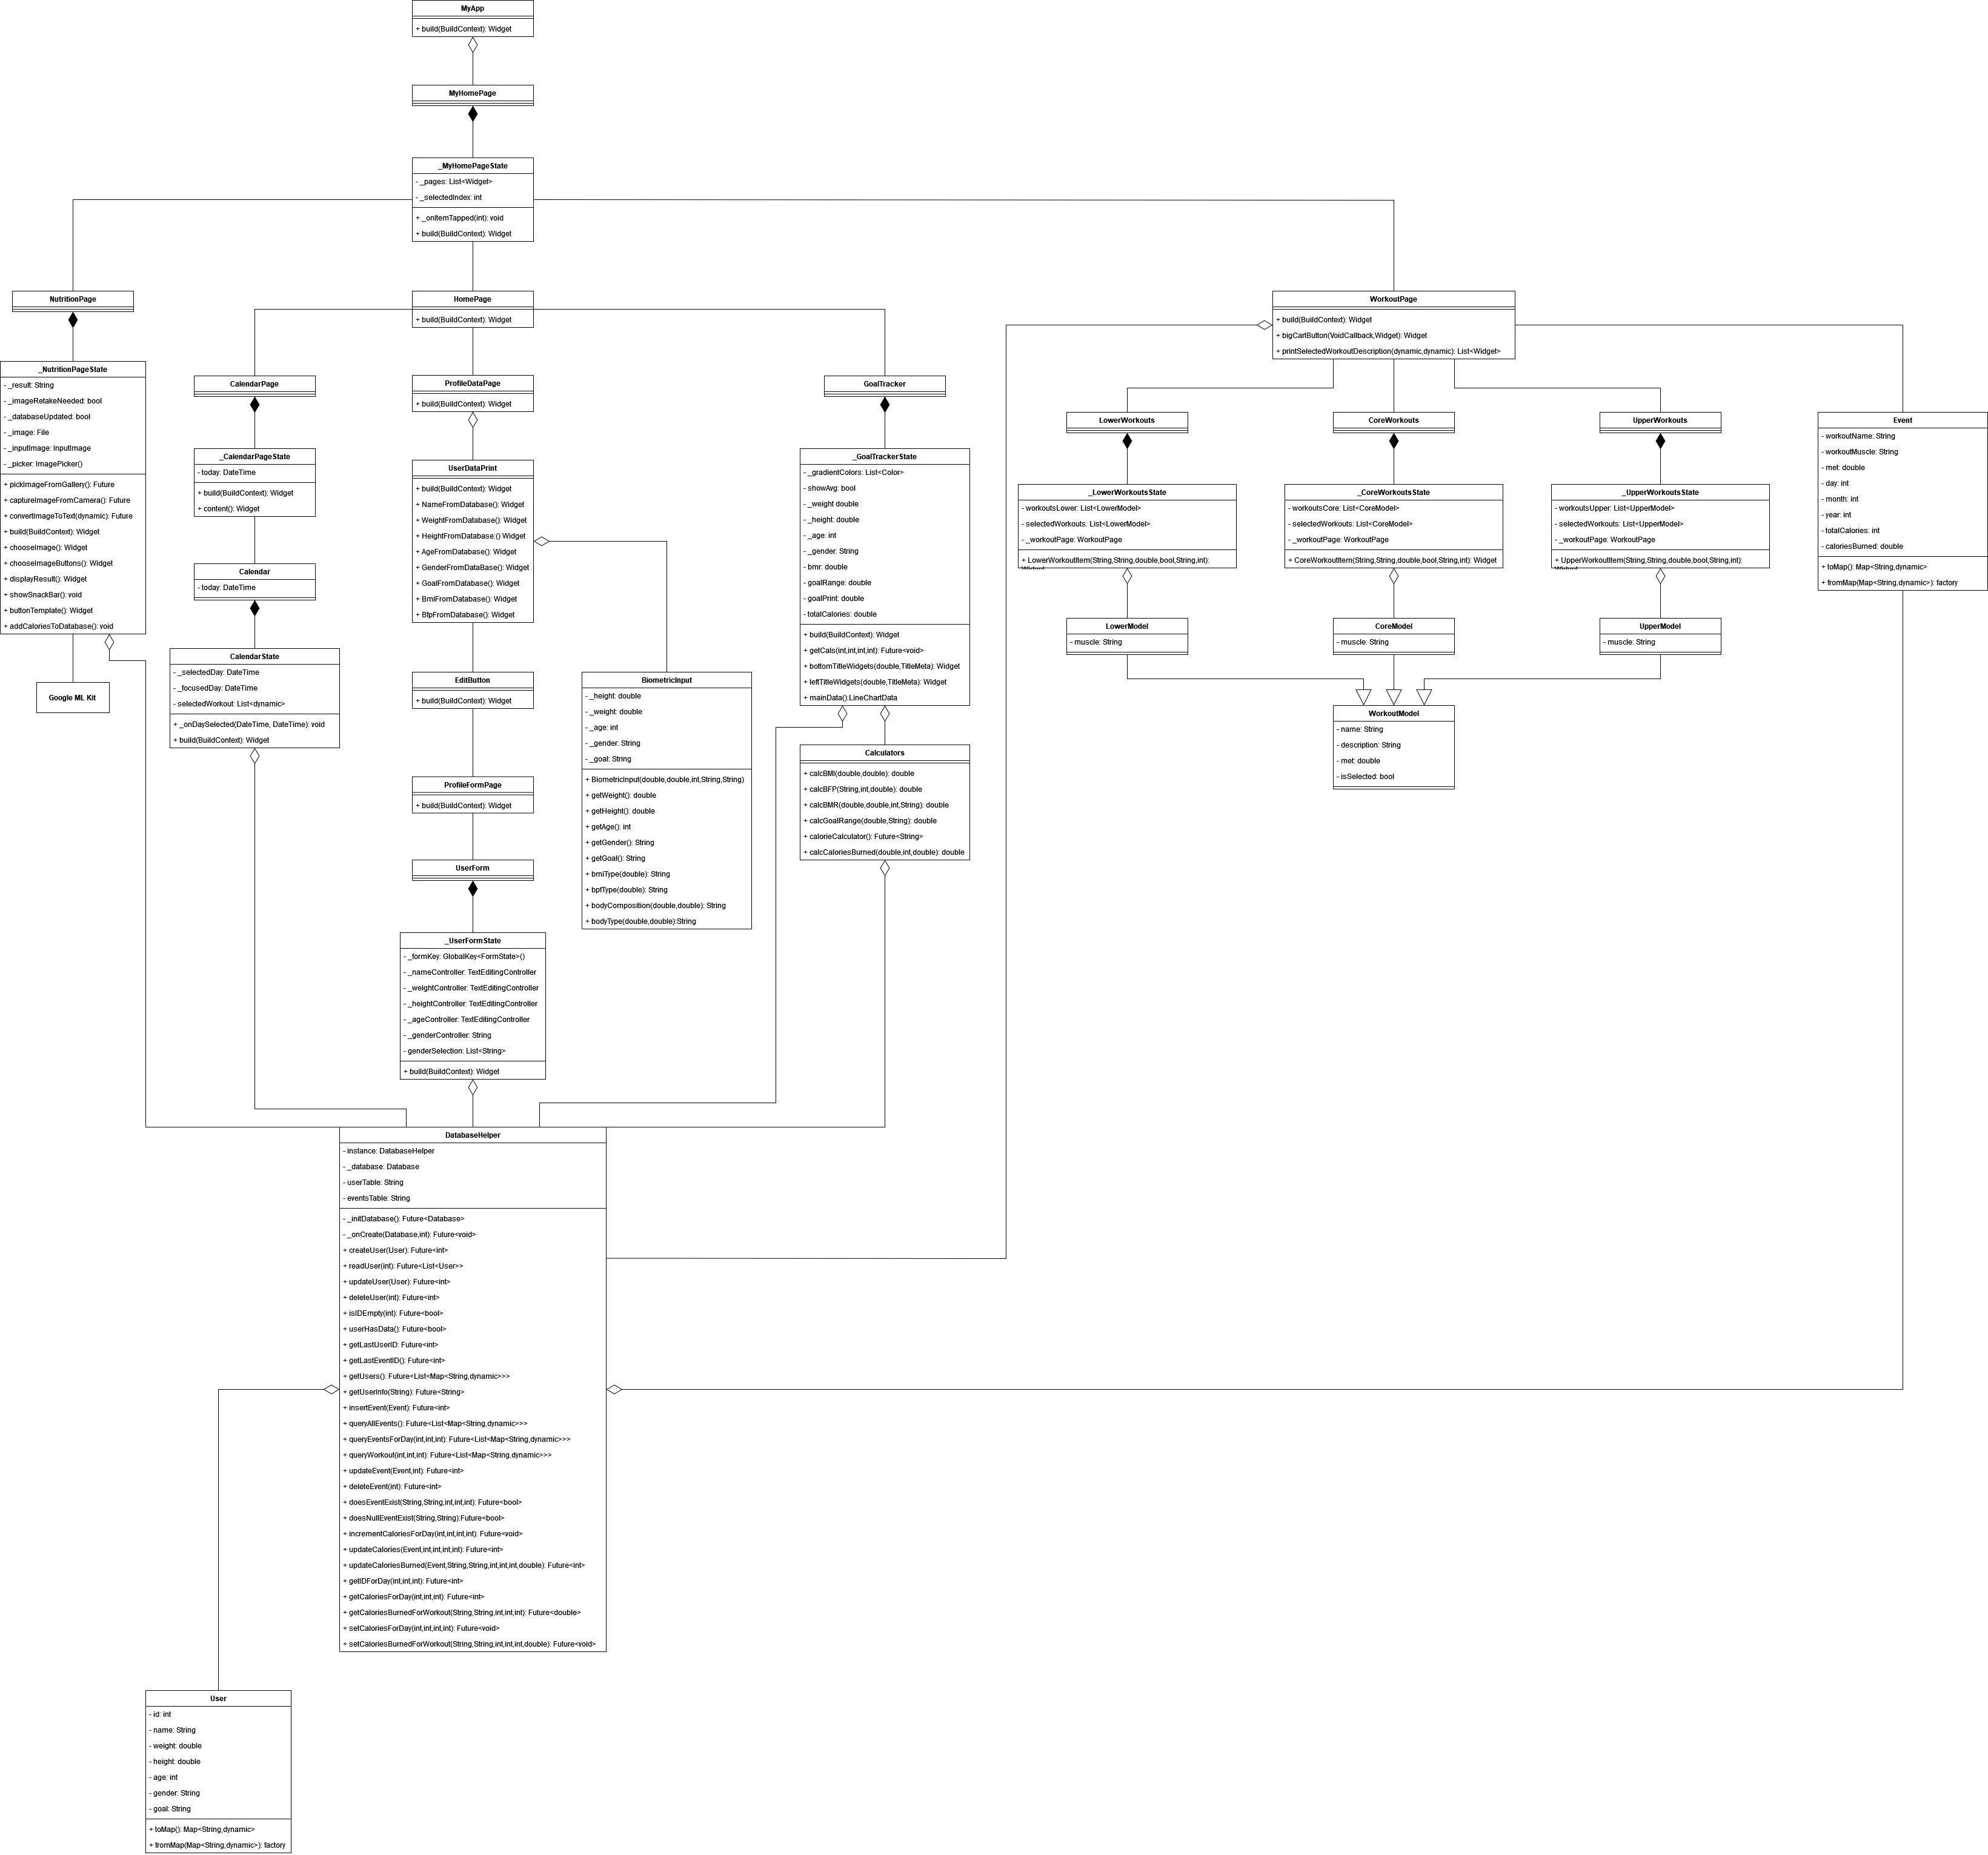 MyApp
+ build(BuildContext): Widget
MyHomePage
_MyHomePageState
- _pages: List<Widget>
- _selectedIndex: int
+ _onItemTapped(int): void
+ build(BuildContext): Widget
NutritionPage
HomePage
+ build(BuildContext): Widget
WorkoutPage
+ build(BuildContext): Widget
+ bigCartButton(VoidCallback,Widget): Widget
+ printSelectedWorkoutDescription(dynamic,dynamic): List<Widget>
_NutritionPageState
- _result: String
- _imageRetakeNeeded: bool
- _databaseUpdated: bool
- _image: File
- _inputImage: InputImage
- _picker: ImagePicker()
+ pickImageFromGallery(): Future
+ captureImageFromCamera(): Future
+ convertImageToText(dynamic): Future
+ build(BuildContext): Widget
+ chooseImage(): Widget
+ chooseImageButtons(): Widget
+ displayResult(): Widget
+ showSnackBar(): void
+ buttonTemplate(): Widget
+ addCaloriesToDatabase(): void
Google ML Kit
CalendarPage
_CalendarPageState
- today: DateTime
+ build(BuildContext): Widget
+ content(): Widget
Calendar
- today: DateTime
CalendarState
- _selectedDay: DateTime
- _focusedDay: DateTime
- selectedWorkout: List<dynamic>
+ _onDaySelected(DateTime, DateTime): void
+ build(BuildContext): Widget
ProfileDataPage
+ build(BuildContext): Widget
UserDataPrint
+ build(BuildContext): Widget
+ NameFromDatabase(): Widget
+ WeightFromDatabase(): Widget
+ HeightFromDatabase:() Widget
+ AgeFromDatabase(): Widget
+ GenderFromDataBase(): Widget
+ GoalFromDatabase(): Widget
+ BmiFromDatabase(): Widget
+ BfpFromDatabase(): Widget
EditButton
+ build(BuildContext): Widget
ProfileFormPage
+ build(BuildContext): Widget
UserForm
_UserFormState
- _formKey: GlobalKey<FormState>()
- _nameController: TextEditingController
- _weightController: TextEditingController
- _heightController: TextEditingController
- _ageController: TextEditingController
- _genderController: String
- genderSelection: List<String>
+ build(BuildContext): Widget
BiometricInput
- _height: double
- _weight: double
- _age: int
- _gender: String
- _goal: String
+ BiometricInput(double,double,int,String,String)
+ getWeight(): double
+ getHeight(): double
+ getAge(): int
+ getGender(): String
+ getGoal(): String
+ bmiType(double): String
+ bpfType(double): String
+ bodyComposition(double,double): String
+ bodyType(double,double):String
GoalTracker
_GoalTrackerState
- _gradientColors: List<Color>
- showAvg: bool
- _weight double
- _height: double
- _age: int
- _gender: String
- bmr: double
- goalRange: double
- goalPrint: double
- totalCalories: double
+ build(BuildContext): Widget
+ getCals(int,int,int,int): Future<void>
+ bottomTitleWidgets(double,TitleMeta): Widget
+ leftTitleWidgets(double,TitleMeta): Widget
+ mainData():LineChartData
Calculators
+ calcBMI(double,double): double
+ calcBFP(String,int,double): double
+ calcBMR(double,double,int,String): double
+ calcGoalRange(double,String): double
+ calorieCalculator(): Future<String>
+ calcCaloriesBurned(double,int,double): double
LowerWorkouts
_LowerWorkoutsState
- workoutsLower: List<LowerModel>
- selectedWorkouts: List<LowerModel>
- _workoutPage: WorkoutPage
+ LowerWorkoutItem(String,String,double,bool,String,int):
LowerModel
- muscle: String
CoreWorkouts
_CoreWorkoutsState
- workoutsCore: List<CoreModel>
- selectedWorkouts: List<CoreModel>
- _workoutPage: WorkoutPage
+ CoreWorkoutItem(String,String,double,bool,String,int): Widget
CoreModel
- muscle: String
UpperWorkouts
_UpperWorkoutsState
- workoutsUpper: List<UpperModel>
- selectedWorkouts: List<UpperModel>
- _workoutPage: WorkoutPage
+ UpperWorkoutItem(String,String,double,bool,String,int):
UpperModel
- muscle: String
WorkoutModel
- name: String
- description: String
- met: double
- isSelected: bool
Event
- workoutName: String
- workoutMuscle: String
- met: double
- day: int
- month: int
- year: int
- totalCalories: int
- caloriesBurned: double
+ toMap(): Map<String,dynamic>
+ fromMap(Map<String,dynamic>): factory
DatabaseHelper
- instance: DatabaseHelper
- _database: Database
- userTable: String
- eventsTable: String
- _initDatabase(): Future<Database>
- _onCreate(Database,int): Future<void>
+ createUser(User): Future<int>
+ readUser(int): Future<List<User>>
+ updateUser(User): Future<int>
+ deleteUser(int): Future<int>
+ isIDEmpty(int): Future<bool>
+ userHasData(): Future<bool>
+ getLastUserID: Future<int>
+ getLastEventID(): Future<int>
+ getUsers(): Future<List<Map<String,dynamic>>>
+ getUserInfo(String): Future<String>
+ insertEvent(Event): Future<int>
+ queryAllEvents(): Future<List<Map<String,dynamic>>>
+ queryEventsForDay(int,int,int): Future<List<Map<String,dynamic>>>
+ queryWorkout(int,int,int): Future<List<Map<String,dynamic>>>
+ updateEvent(Event,int): Future<int>
+ deleteEvent(int): Future<int>
+ doesEventExist(String,String,int,int,int): Future<bool>
+ doesNullEventExist(String,String):Future<bool>
+ incrementCaloriesForDay(int,int,int,int): Future<void>
+ updateCalories(Event,int,int,int,int): Future<int>
+ updateCaloriesBurned(Event,String,String,int,int,int,double): Future<int>
+ getIDForDay(int,int,int): Future<int>
+ getCaloriesForDay(int,int,int): Future<int>
+ getCaloriesBurnedForWorkout(String,String,int,int,int): Future<double>
+ setCaloriesForDay(int,int,int,int): Future<void>
+ setCaloriesBurnedForWorkout(String,String,int,int,int,double): Future<void>
User
- id: int
- name: String
- weight: double
- height: double
- age: int
- gender: String
- goal: String
+ toMap(): Map<String,dynamic>
+ fromMap(Map<String,dynamic>): factory